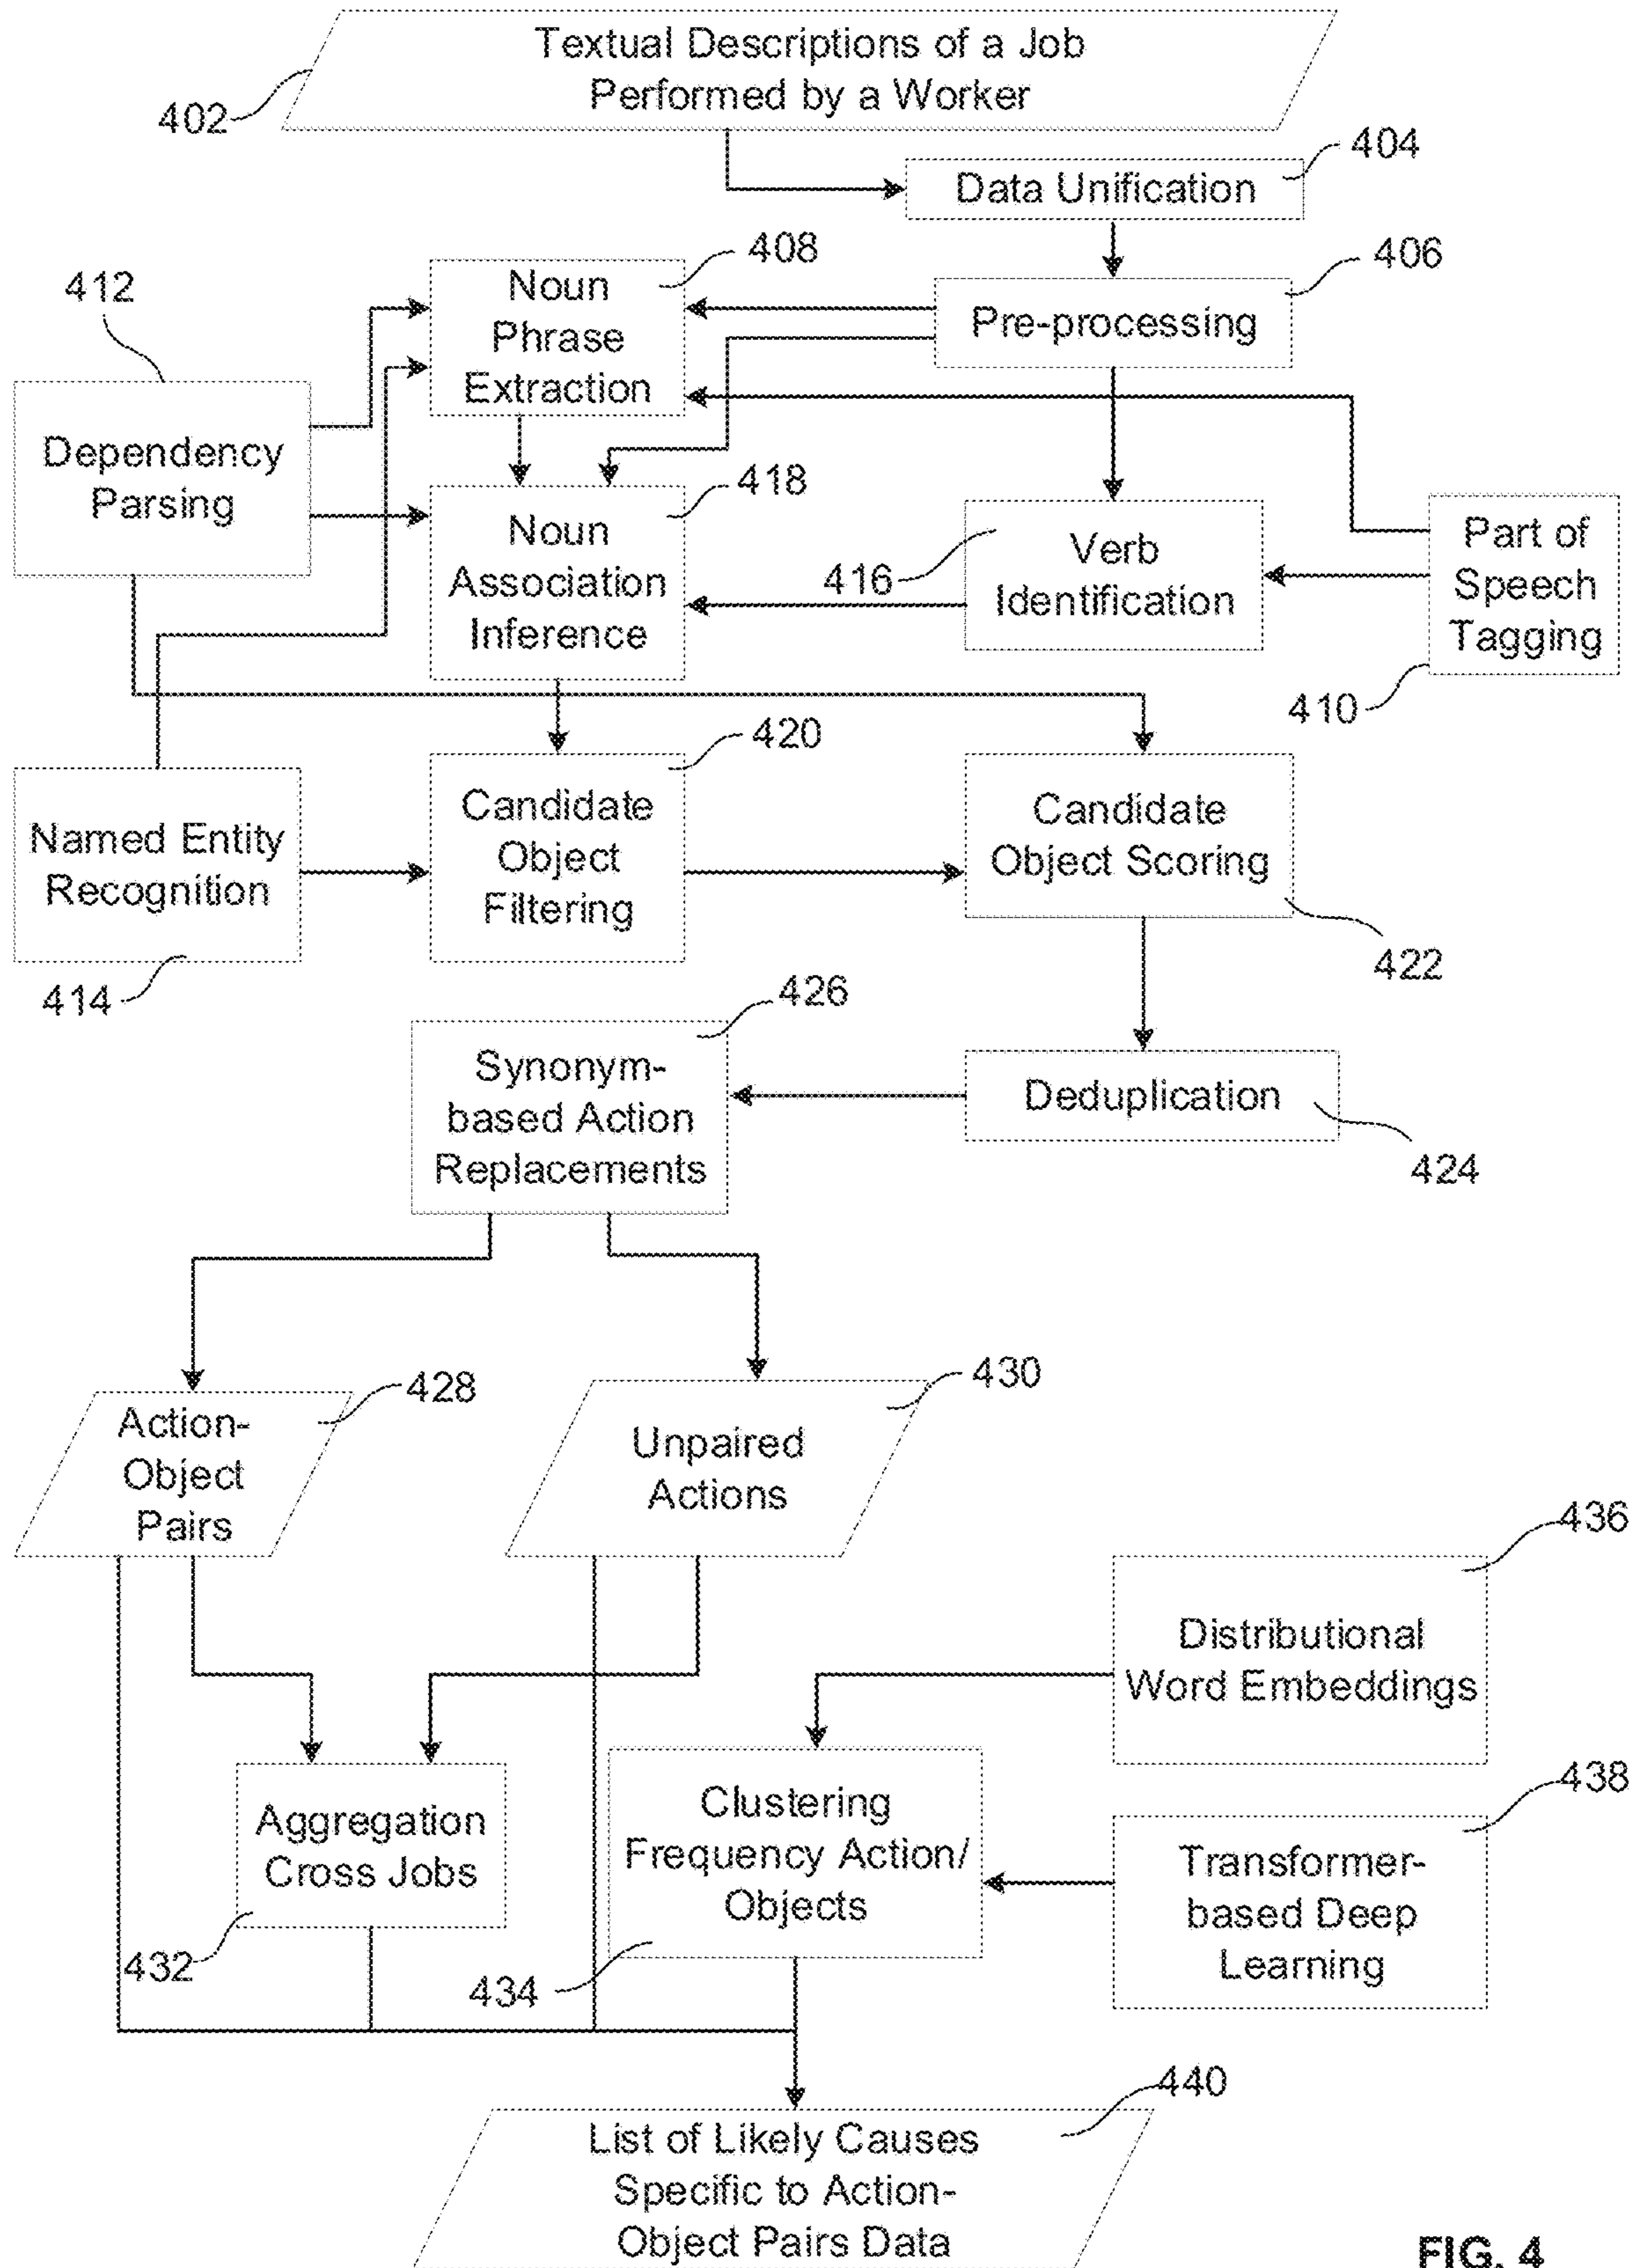 Textual Descriptions of a Job
Performed by a Worker
402
404
Data Unification
408
406
412
Noun
Phrase
Extraction
Pre-processing
Dependency
Parsing
418
Noun
Association
Inference
416
Verb
Identification
Part of
Speech
Tagging
410
420
Named Entity
Recognition
414
Candidate
Object
Filtering
Candidate
Object Scoring
422
426
Synonym-
based Action
Replacements
Deduplication
424
428
Action-
Object
Pairs
430
Unpaired
Actions
436
Distributional
Word Embeddings
438
Aggregation
Cross Jobs
432
Clustering
Frequency Action/
Objects
434
Transformer-
based Deep
Learning
440
List of Likely Causes
Specific to Action-
Object Pairs Data
FIG. 4